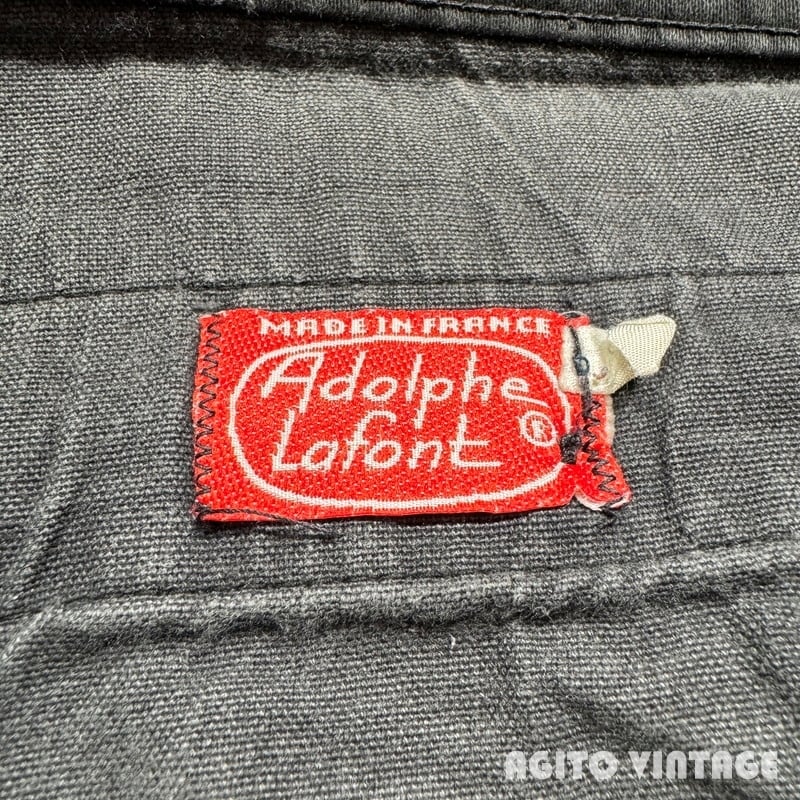 MADE IN FRANCE
Adolphe
Lafont ®
AGITO VINTAGE